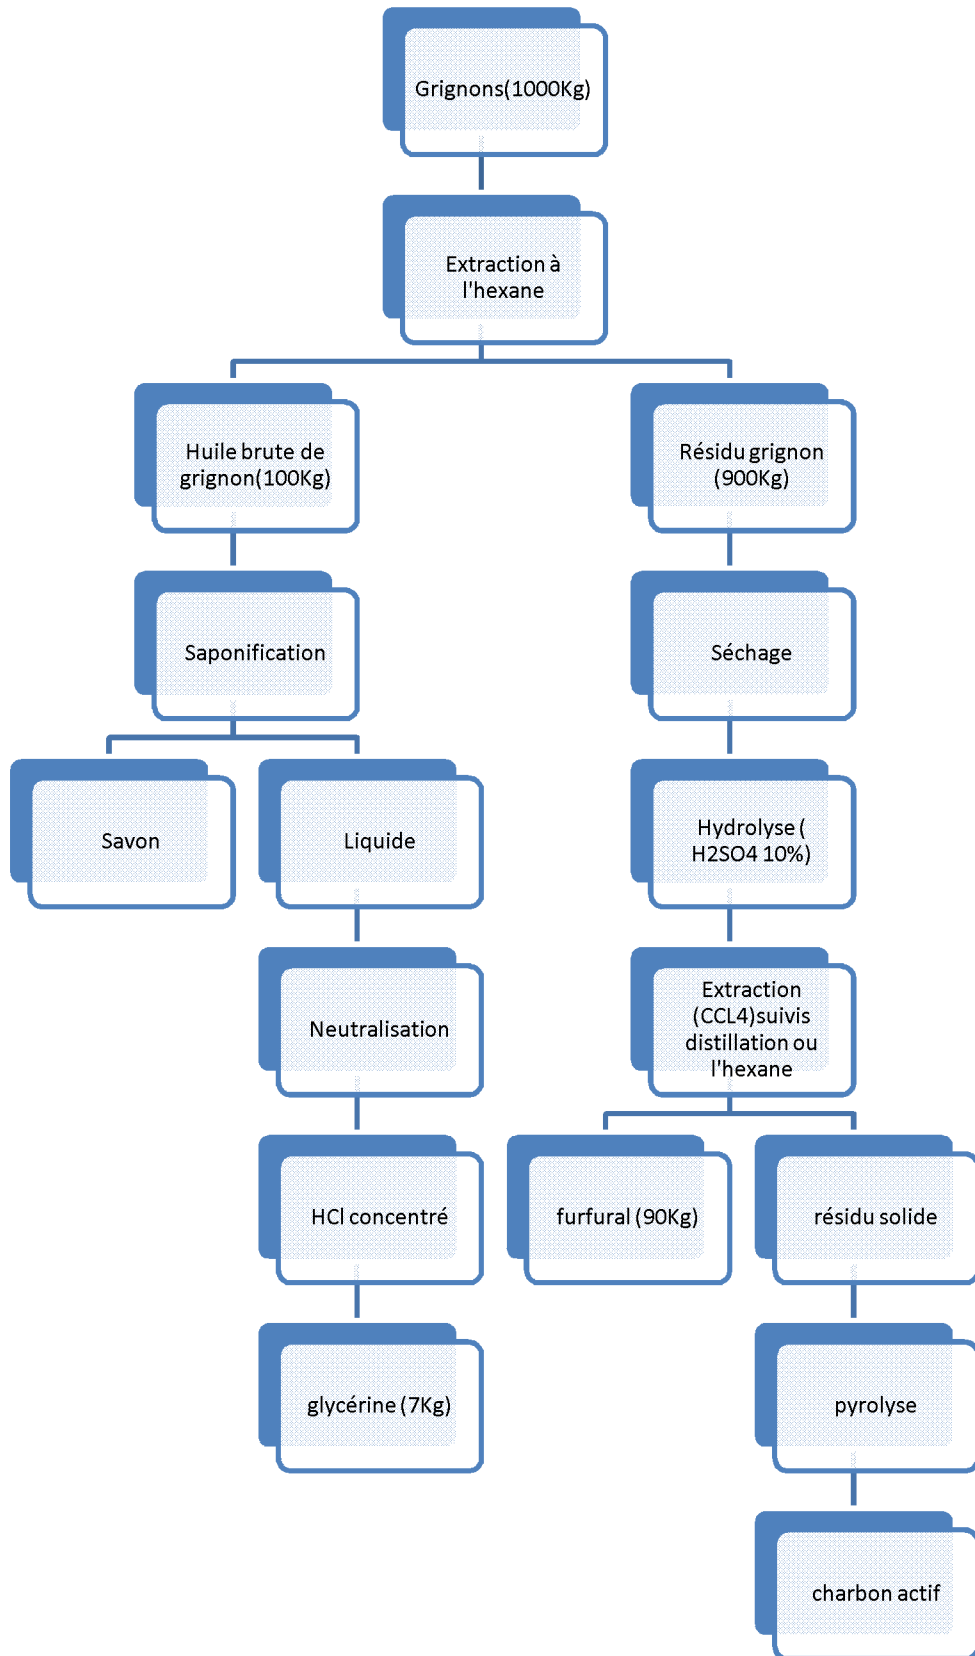 Grignons(1000Kg)
Extraction à
l'hexane
Huile brute de
grignon(100Kg)
Résidu grignon
(900Kg)
Saponification
Séchage
Savon
Liquide
Hydrolyse (
H2SO4 10%)
Neutralisation
Extraction
(CCL4)suivis
distillation ou
l'hexane
HCl concentré
furfural (90Kg)
résidu solide
glycérine (7Kg)
pyrolyse
charbon actif